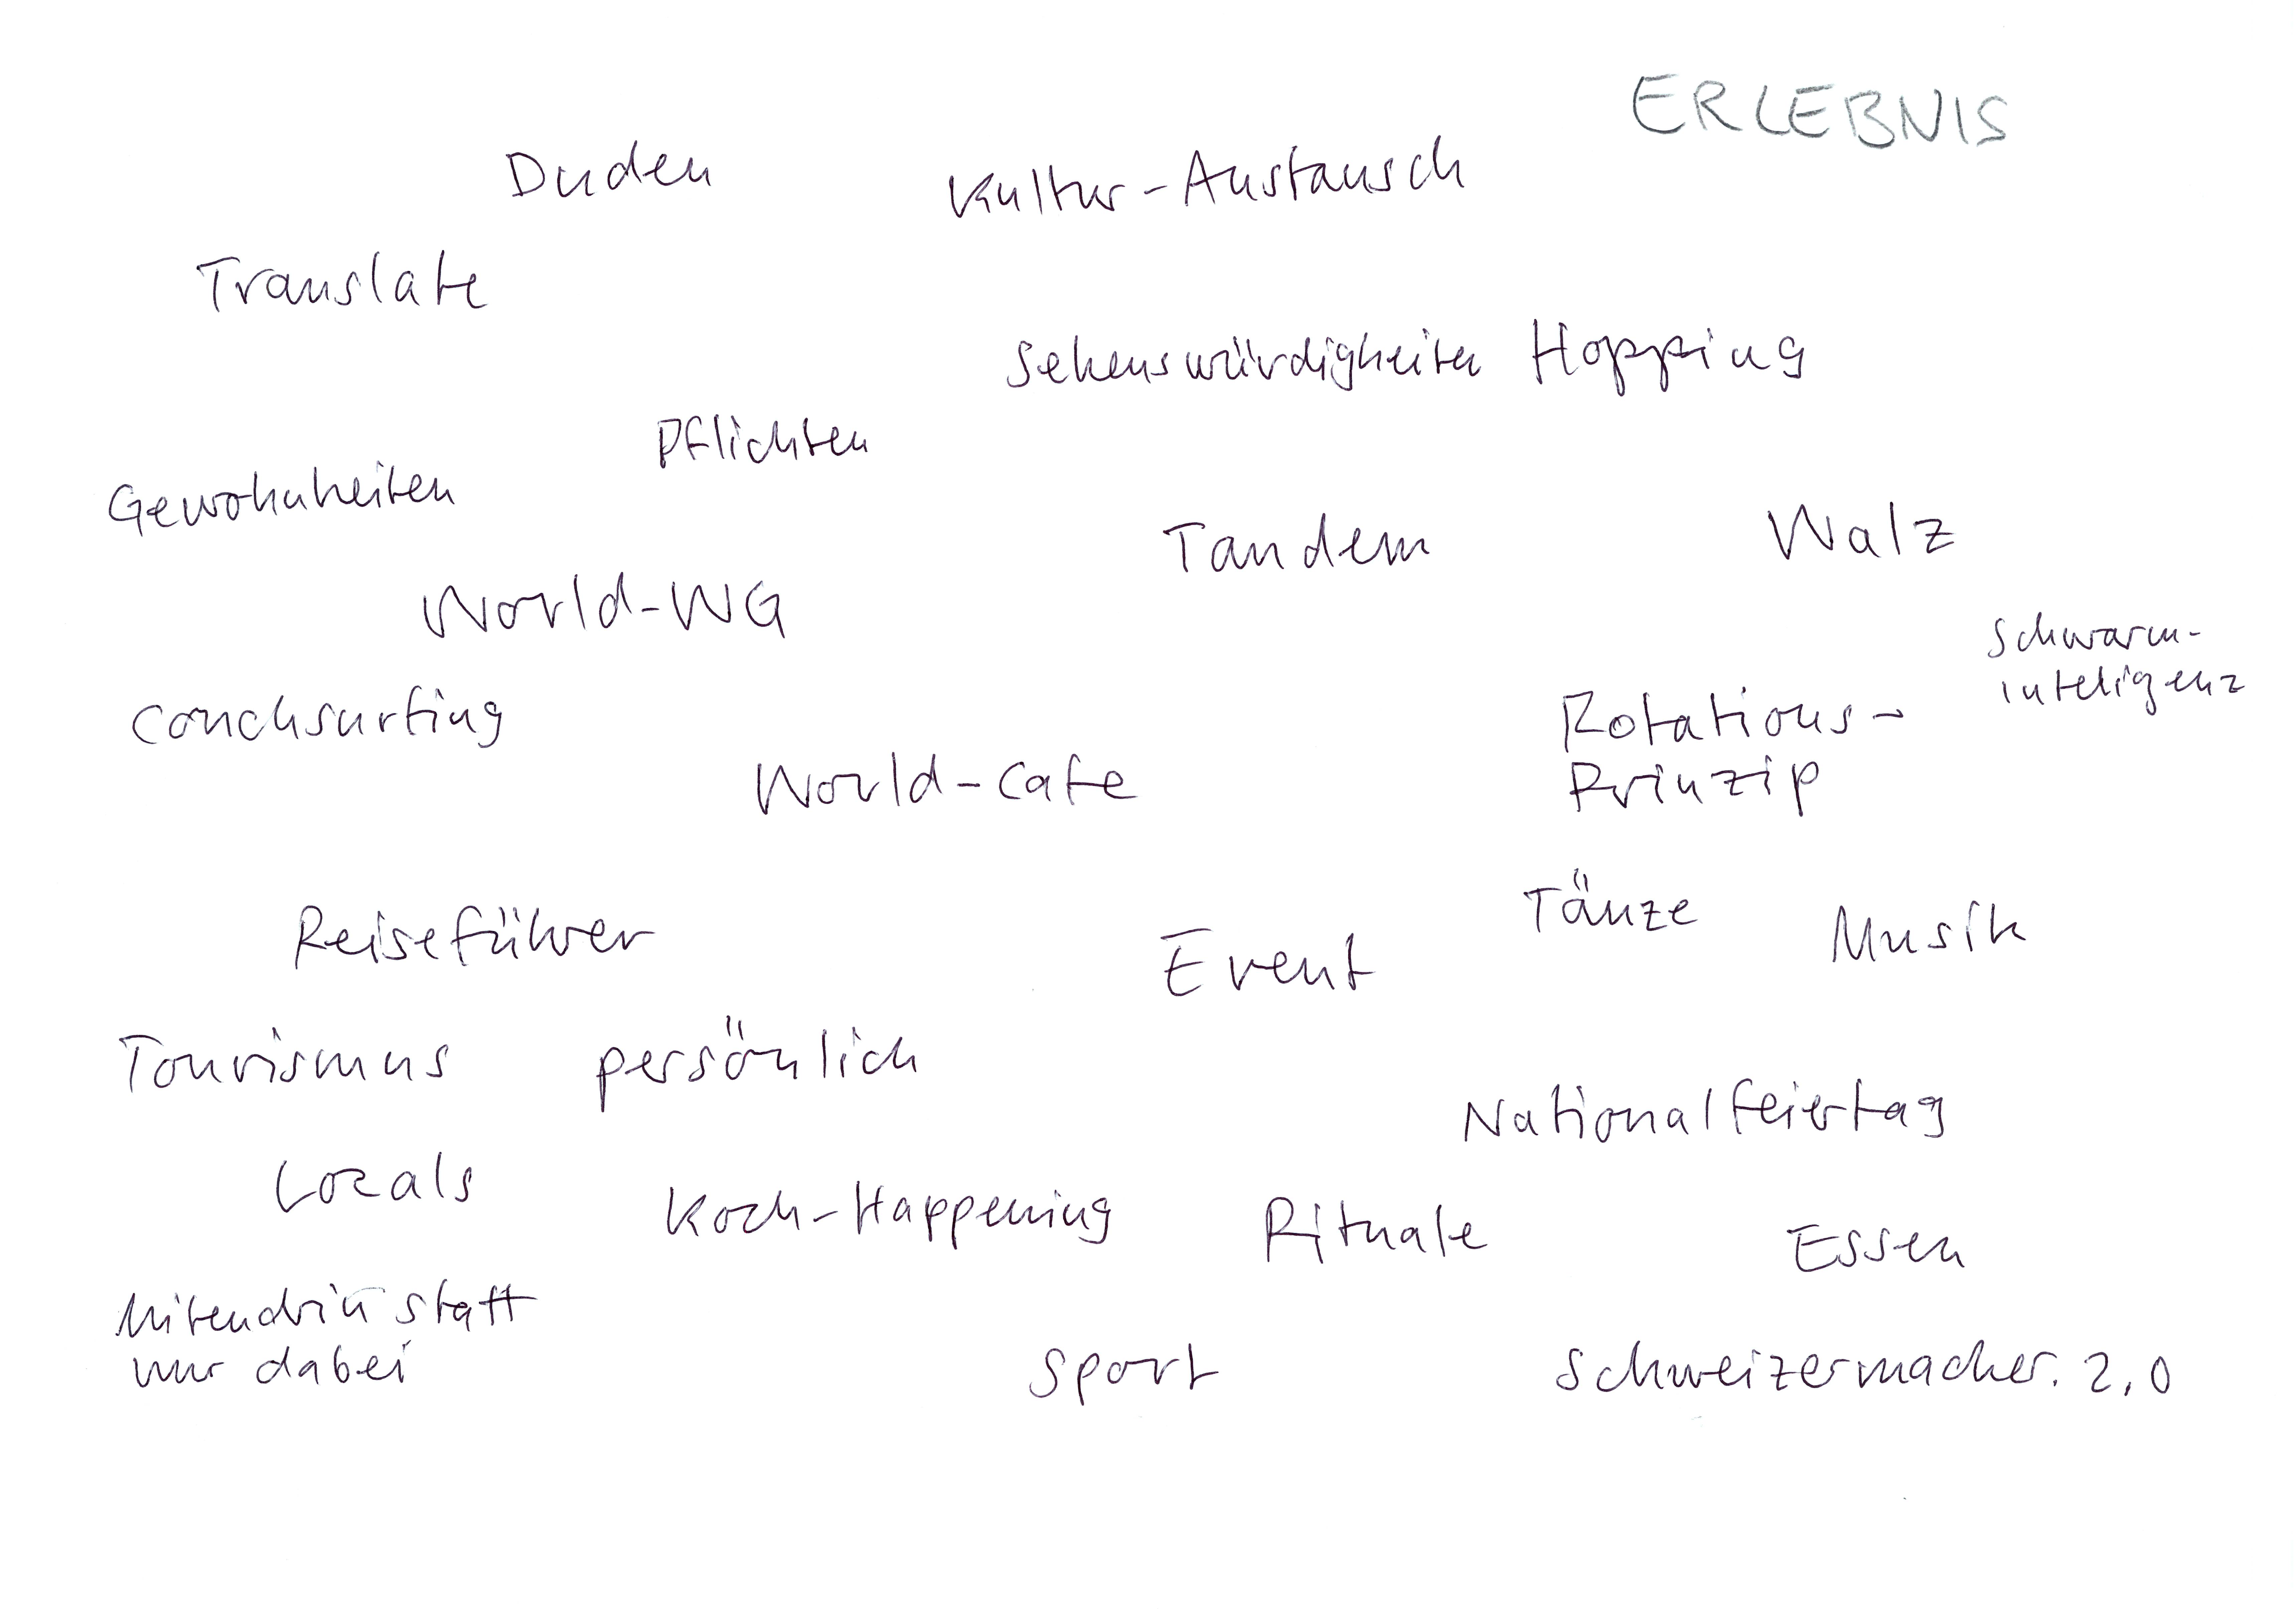 ERLEBNIS
Duden
Kultur-Austausch
Translate
Sehenswürdigkeiten Hopping
Pflichten
Gewohnheiten
Tandem
Walz
World-WG
Schwarm-
inteligenz
Couchsurfing
Rotations-
Prinzip
World-Cafe
Reiseführer
Tänze
Musik
Event
Tourismus
persönlich
Nationalfeiertag
Locals
Koch-Happening
Rituale
Essen
Mitendrin statt
nur dabei
Sport
Schweizermacher. 2.0